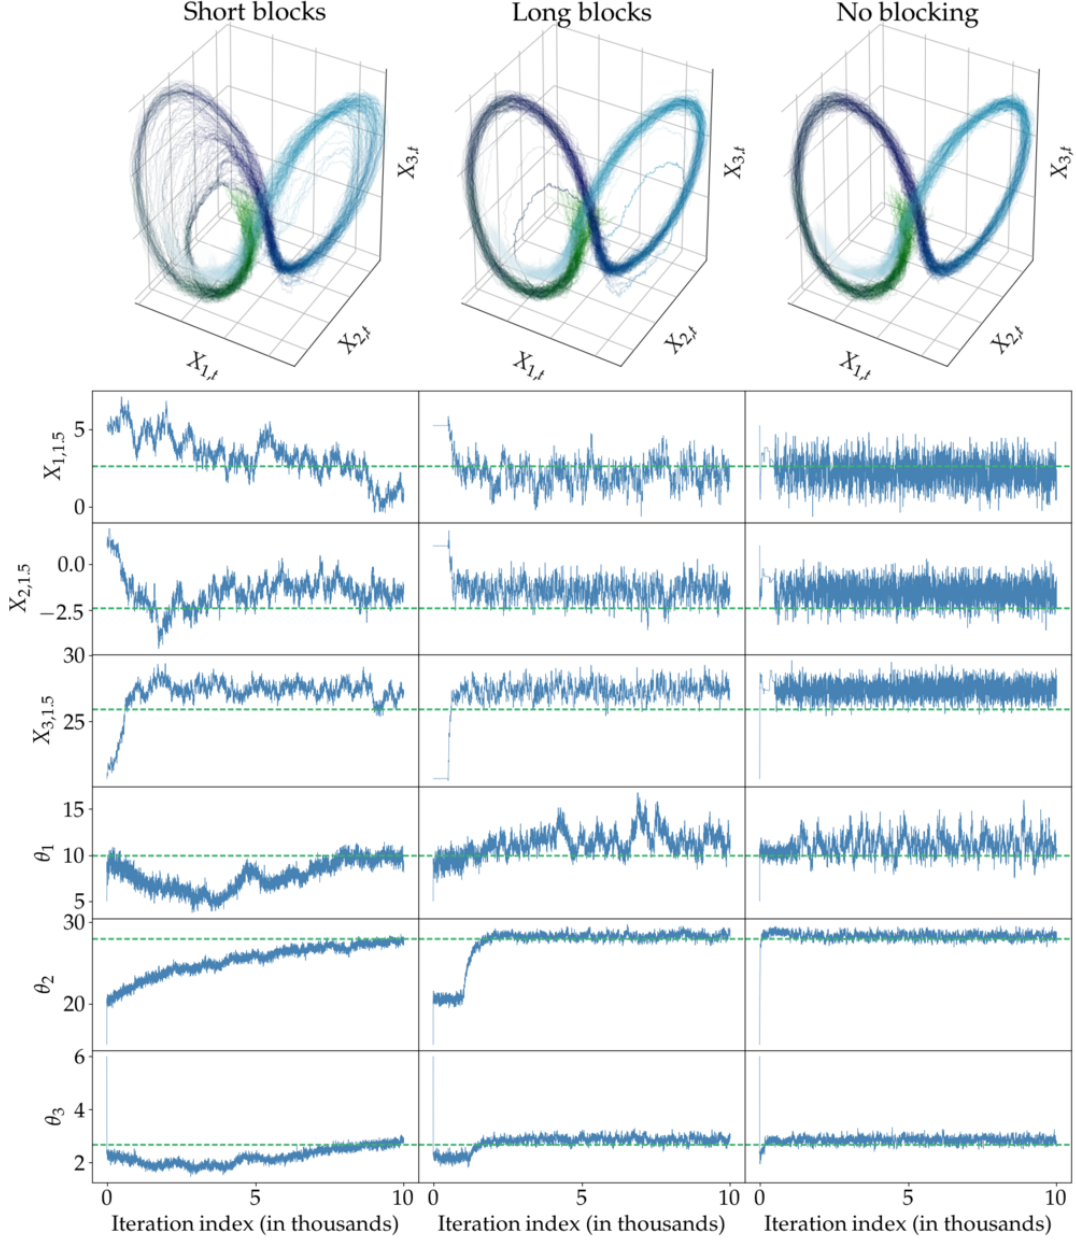 Short blocks Long blocks No blocking
X3,t X3,t X3,t
X2,t X2,t X2,t
X1,t X1,t X1,t
5
X1,1.5
0
0.0
X2,1.5
−2.5
30
X3,1.5
25
15
θ1
10
5
30
θ2
20
6
4
θ3
2
0 5 10 0 5 10 0 5 10
Iteration index (in thousands) Iteration index (in thousands) Iteration index (in thousands)